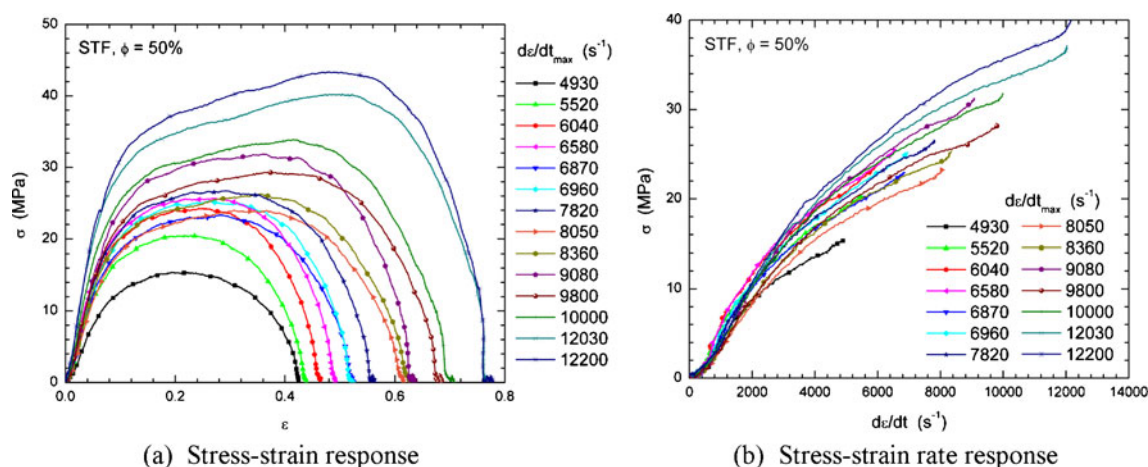 STF, ϕ = 50%
dε/dt_max (s⁻¹)
4930
5520
6040
6580
6870
6960
7820
8050
8360
9080
9800
10000
12030
12200
50
40
30
20
10
0
σ (MPa)
0.0 0.2 0.4 0.6 0.8
ε
(a) Stress-strain response
STF, ϕ = 50%
40
30
20
10
0
σ (MPa)
dε/dt_max (s⁻¹)
4930 8050
5520 8360
6040 9080
6580 9800
6870 10000
6960 12030
7820 12200
0 2000 4000 6000 8000 10000 12000 14000
dε/dt (s⁻¹)
(b) Stress-strain rate response